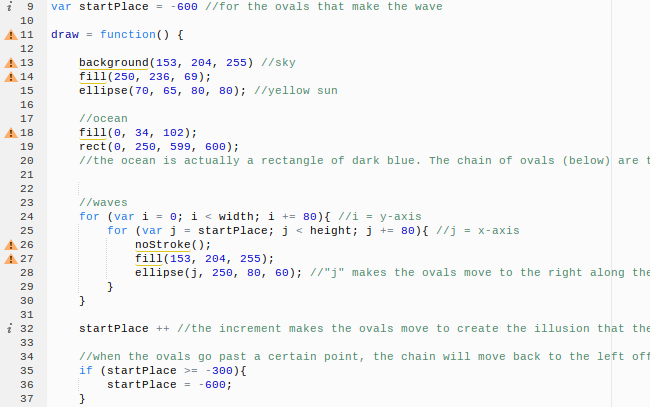 9 var startPlace = -600 //for the ovals that make the wave
10
11 draw = function() {
12
13 background(153, 204, 255) //sky
14 fill(250, 236, 69);
15 ellipse(70, 65, 80, 80); //yellow sun
16
17 //ocean
18 fill(0, 34, 102);
19 rect(0, 250, 599, 600);
20 //the ocean is actually a rectangle of dark blue. The chain of ovals (below) are t
21
22
23 //waves
24 for (var i = 0; i < width; i += 80){ //i = y-axis
25 for (var j = startPlace; j < height; j += 80){ //j = x-axis
26 noStroke();
27 fill(153, 204, 255);
28 ellipse(j, 250, 80, 60); //"j" makes the ovals move to the right along the
29 }
30 }
31
32 startPlace ++ //the increment makes the ovals move to create the illusion that the
33
34 //when the ovals go past a certain point, the chain will move back to the left off
35 if (startPlace >= -300){
36 startPlace = -600;
37 }